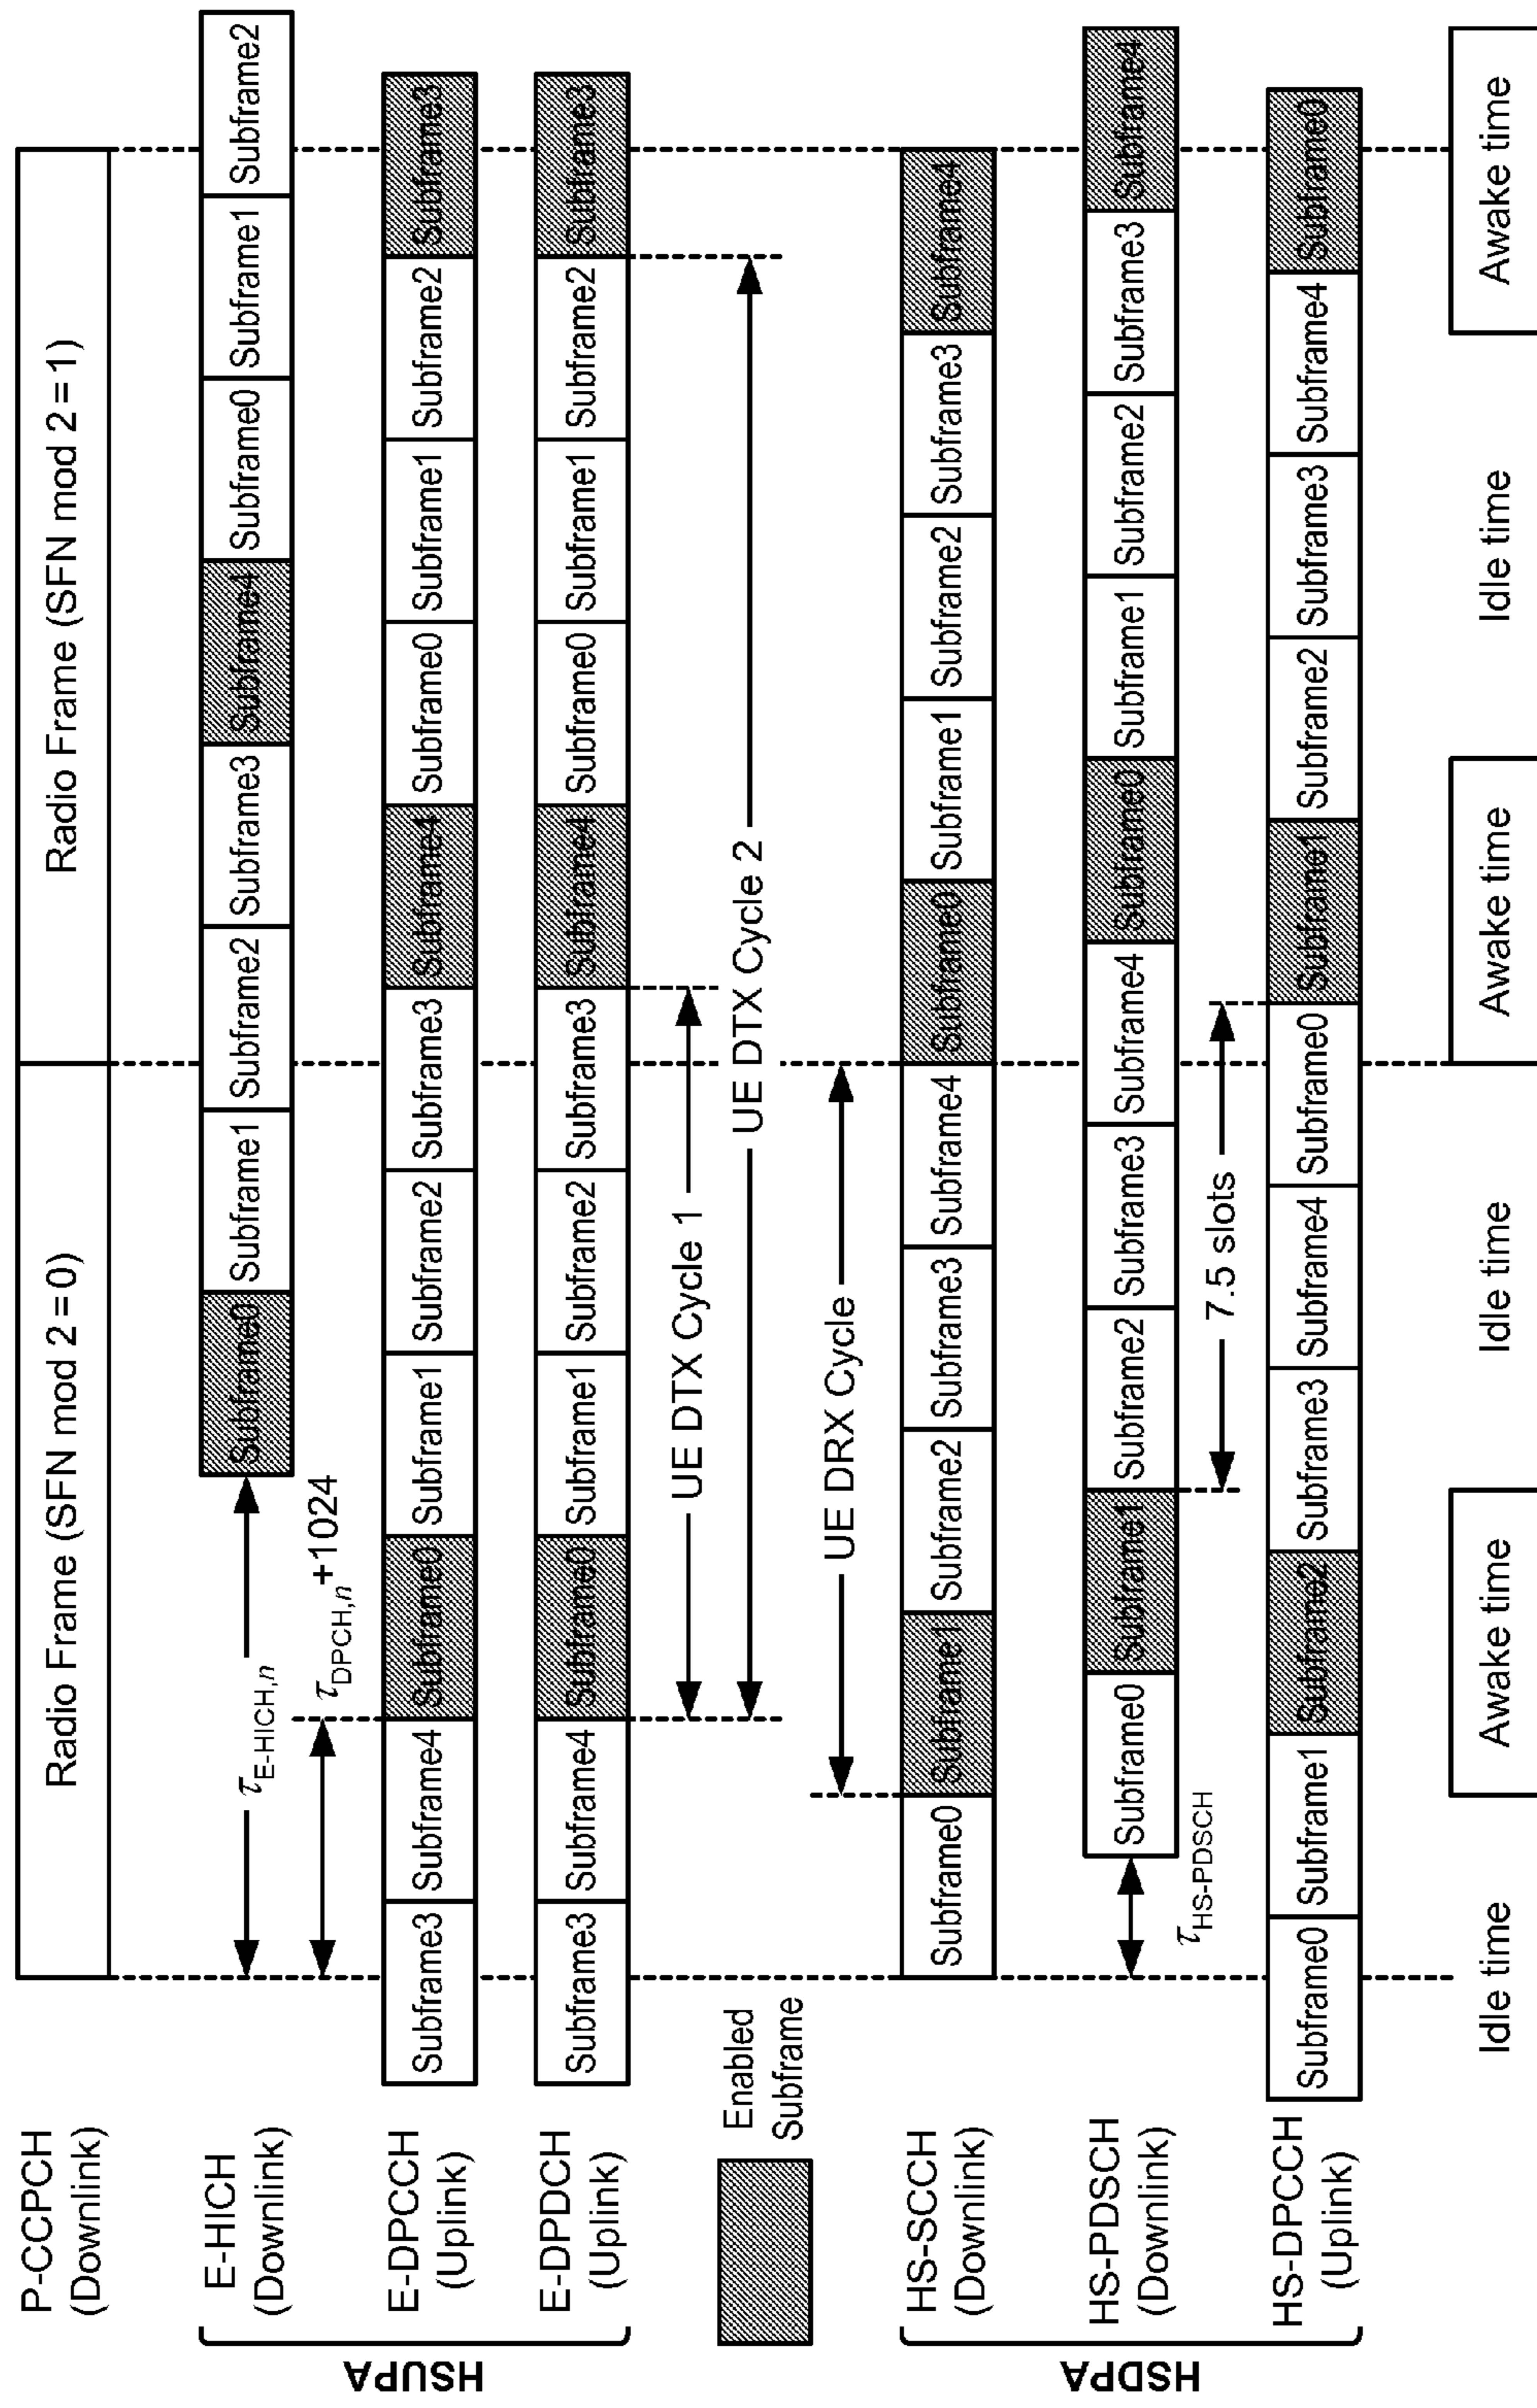 P-CCPCH
(Downlink)
Radio Frame (SFN mod 2 = 0)
Radio Frame (SFN mod 2 = 1)
HSUPA
E-HICH
(Downlink)
τE-HICH,n
Subframe0
Subframe1
Subframe2
Subframe3
Subframe4
Subframe0
Subframe1
Subframe2
τDPCH,n+1024
E-DPCCH
(Uplink)
Subframe3
Subframe4
Subframe0
Subframe1
Subframe2
Subframe3
Subframe4
Subframe0
Subframe1
Subframe2
Subframe3
E-DPDCH
(Uplink)
Subframe3
Subframe4
Subframe0
Subframe1
Subframe2
Subframe3
Subframe4
Subframe0
Subframe1
Subframe2
Subframe3
UE DTX Cycle 1
UE DTX Cycle 2
Enabled
Subframe
UE DRX Cycle
HSDPA
HS-SCCH
(Downlink)
Subframe0
Subframe1
Subframe2
Subframe3
Subframe4
Subframe0
Subframe1
Subframe2
Subframe3
Subframe4
HS-PDSCH
(Downlink)
Subframe0
Subframe1
Subframe2
Subframe3
Subframe4
Subframe0
Subframe1
Subframe2
Subframe3
Subframe4
τHS-PDSCH
7.5 slots
HS-DPCCH
(Uplink)
Subframe0
Subframe1
Subframe2
Subframe3
Subframe4
Subframe0
Subframe1
Subframe2
Subframe3
Subframe4
Subframe0
Idle time
Awake time
Idle time
Awake time
Idle time
Awake time